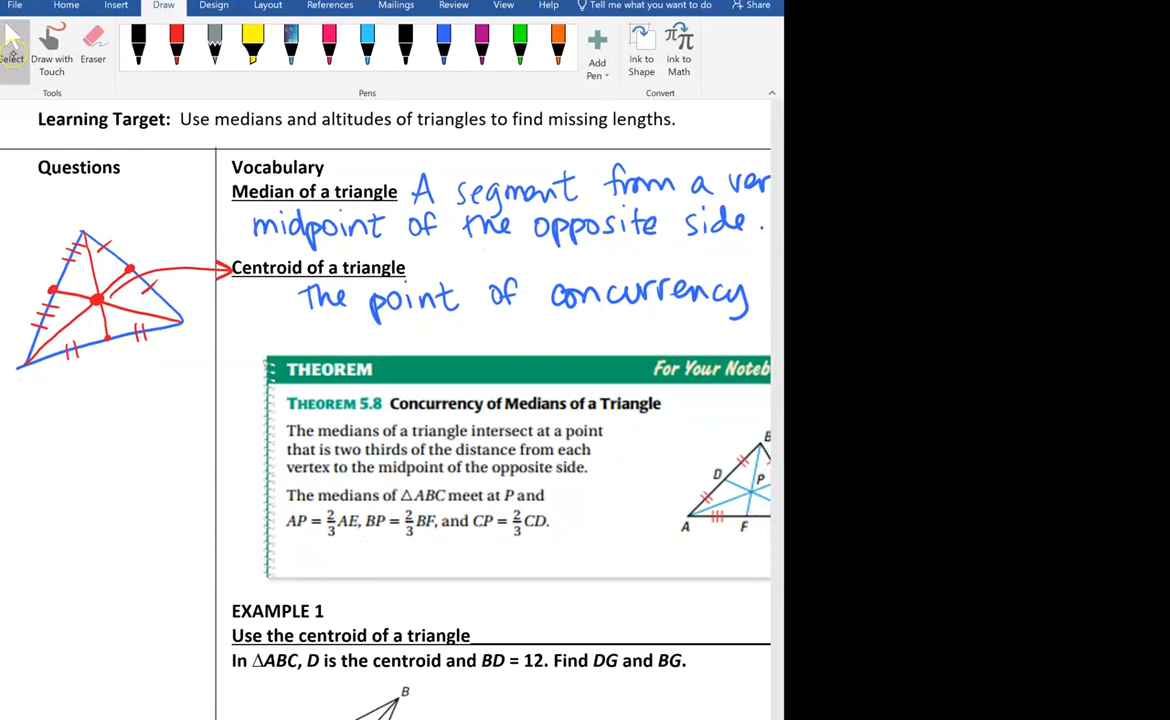 File Home Insert Draw Design Layout References Mailings Review View Help Tell me what you want to do Share
Select
Draw with Touch
Eraser
Add Pen
Ink to Shape
Ink to Math
Tools Pens Convert
Learning Target: Use medians and altitudes of triangles to find missing lengths.
Questions
Vocabulary
Median of a triangle A segment from a ver
midpoint of the opposite side.
Centroid of a triangle
The point of concurrency
THEOREM For Your Noteb
THEOREM 5.8 Concurrency of Medians of a Triangle
The medians of a triangle intersect at a point
that is two thirds of the distance from each
vertex to the midpoint of the opposite side.
The medians of △ABC meet at P and
AP = 2/3 AE, BP = 2/3 BF, and CP = 2/3 CD.
B
D
P
A
F
EXAMPLE 1
Use the centroid of a triangle
In ∆ABC, D is the centroid and BD = 12. Find DG and BG.
B